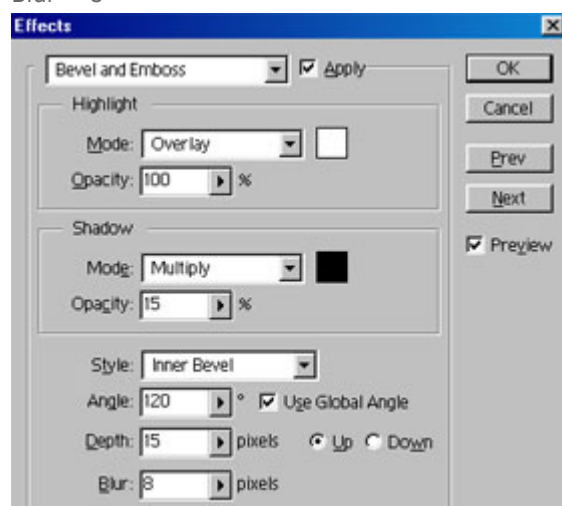 Effects
Bevel and Emboss Apply OK
Highlight Cancel
Mode: Overlay
Prev
Opacity: 100 %
Next
Shadow
Preview
Mode: Multiply
Opacity: 15 %
Style: Inner Bevel
Angle: 120 ° Use Global Angle
Depth: 15 pixels Up Down
Blur: 8 pixels